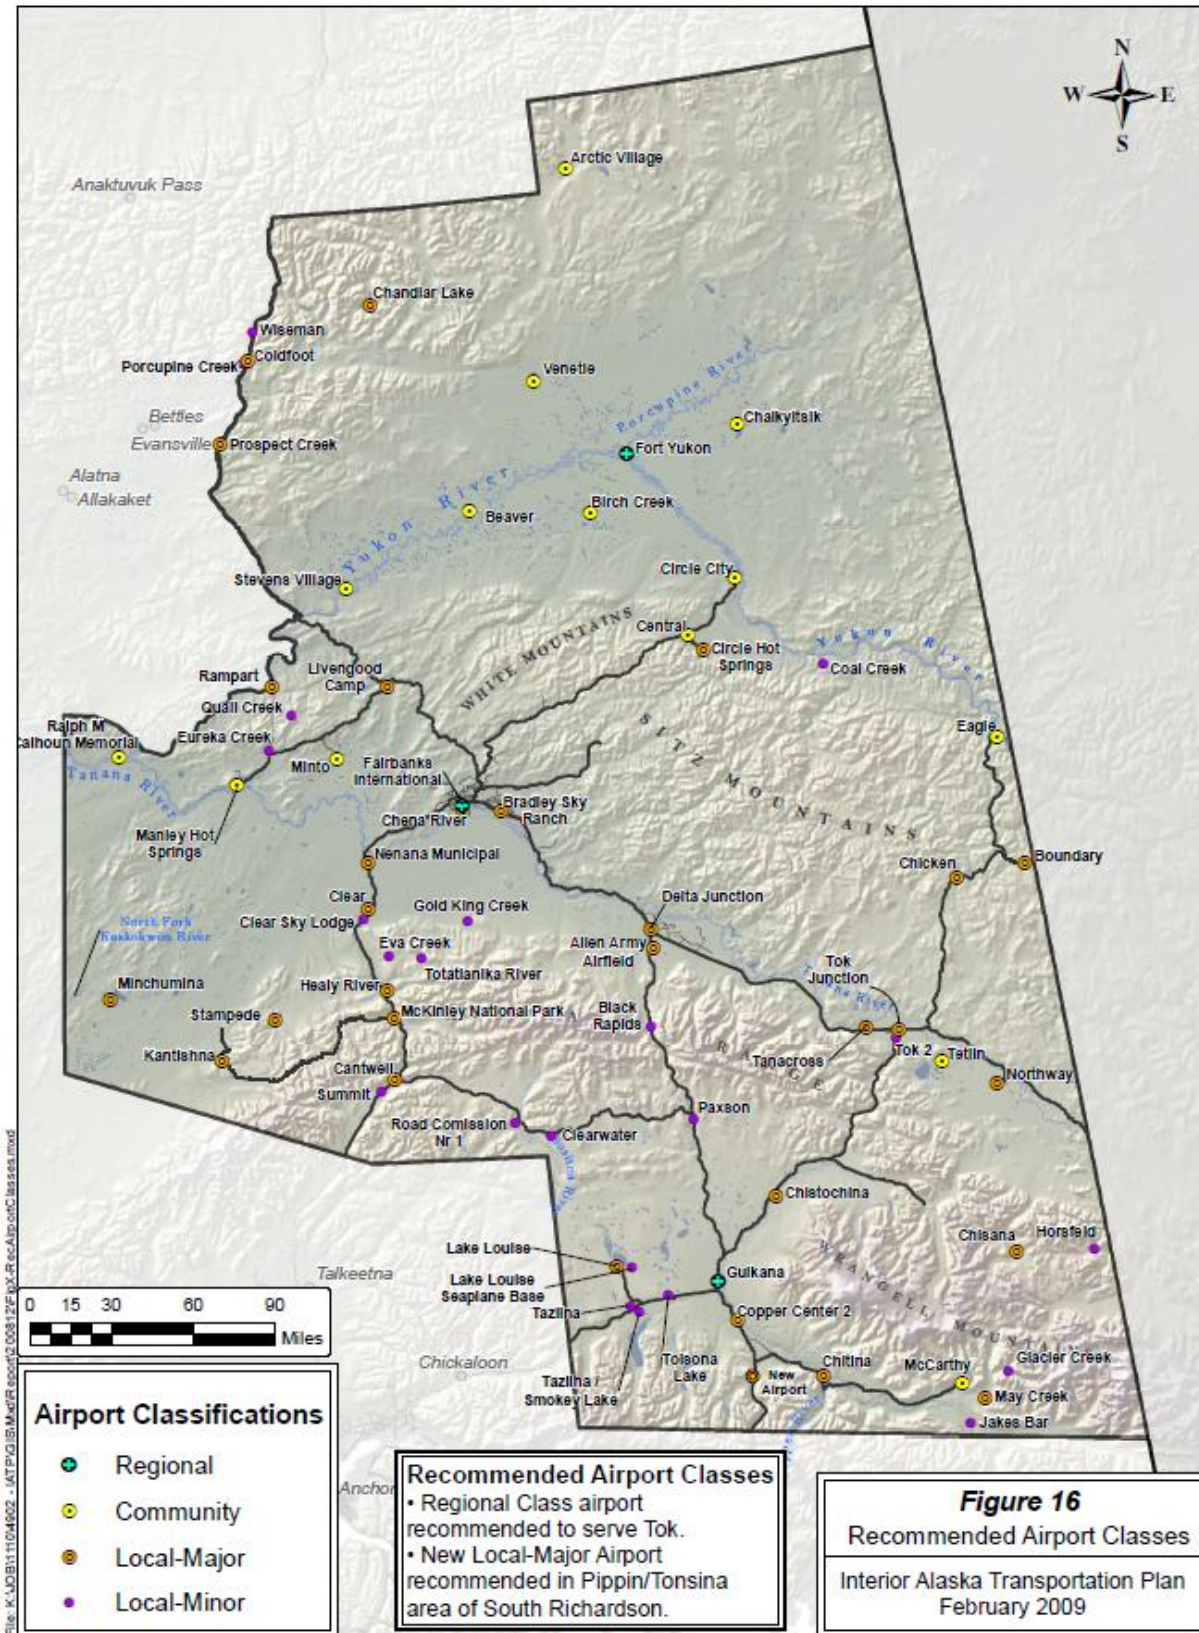 N
W E
S
Arctic Village
Anaktuvuk Pass
Chandlar Lake
Wiseman
Coldfoot
Porcupine Creek
Venetie
Porcupine River
Bettles
Chalkyitsik
Evansville
Prospect Creek
Fort Yukon
Alatna
Allakaket
Yukon River
Beaver
Birch Creek
Stevens Village
Circle City
WHITE MOUNTAINS
Central
Circle Hot
Springs
Yukon River
Coal Creek
Rampart
Livengood
Camp
Quail Creek
Ralph M
Calhoun Memorial
Eureka Creek
Eagle
SITZ MOUNTAINS
Minto
Fairbanks
International
Tanana River
Bradley Sky
Ranch
Chena River
Manley Hot
Springs
Nenana Municipal
Chicken
Boundary
Clear
Delta Junction
Clear Sky Lodge
Gold King Creek
North Fork
Kuskokwim River
Allen Army
Airfield
Eva Creek
Totatlanika River
Tok
Junction
Tanana River
Minchumina
Healy River
Stampede
McKinley National Park
Black
Rapids
A RANGE
Kantishna
Tanacross
Tok 2
Tetlin
Cantwell
Northway
Summit
Road Comission
Nr 1
Paxson
Clearwater
Susitna River
Chistochina
Chisana
Horsfeld
Lake Louise
WRANGELL MOUNTAINS
Talkeetna
Lake Louise
Seaplane Base
Gulkana
Tazlina
Copper Center 2
0 15 30 60 90
Miles
Chickaloon
Tazlina /
Smokey Lake
Tolsona
Lake
New
Airport
Chitina
McCarthy
Glacier Creek
May Creek
Jakes Bar
Airport Classifications
Regional
Community
Local-Major
Local-Minor
Anchor
Recommended Airport Classes
• Regional Class airport
recommended to serve Tok.
• New Local-Major Airport
recommended in Pippin/Tonsina
area of South Richardson.
Figure 16
Recommended Airport Classes
Interior Alaska Transportation Plan
February 2009